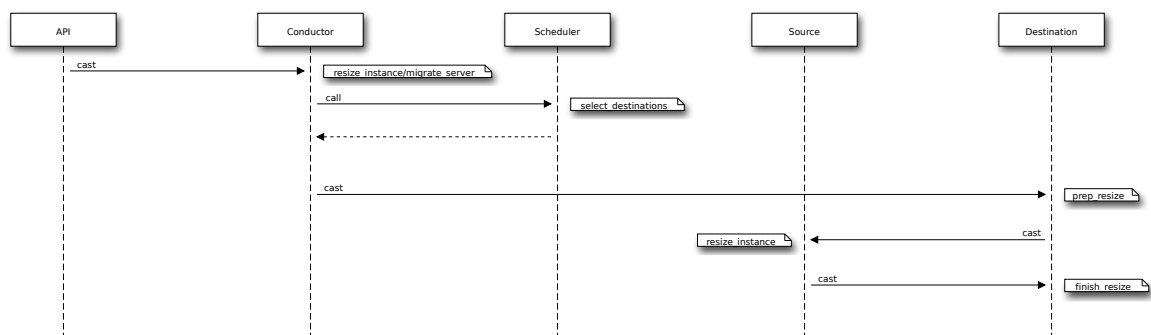 API
Conductor
Scheduler
Source
Destination
cast
resize_instance/migrate_server
call
select_destinations
cast
prep_resize
resize_instance
cast
cast
finish_resize